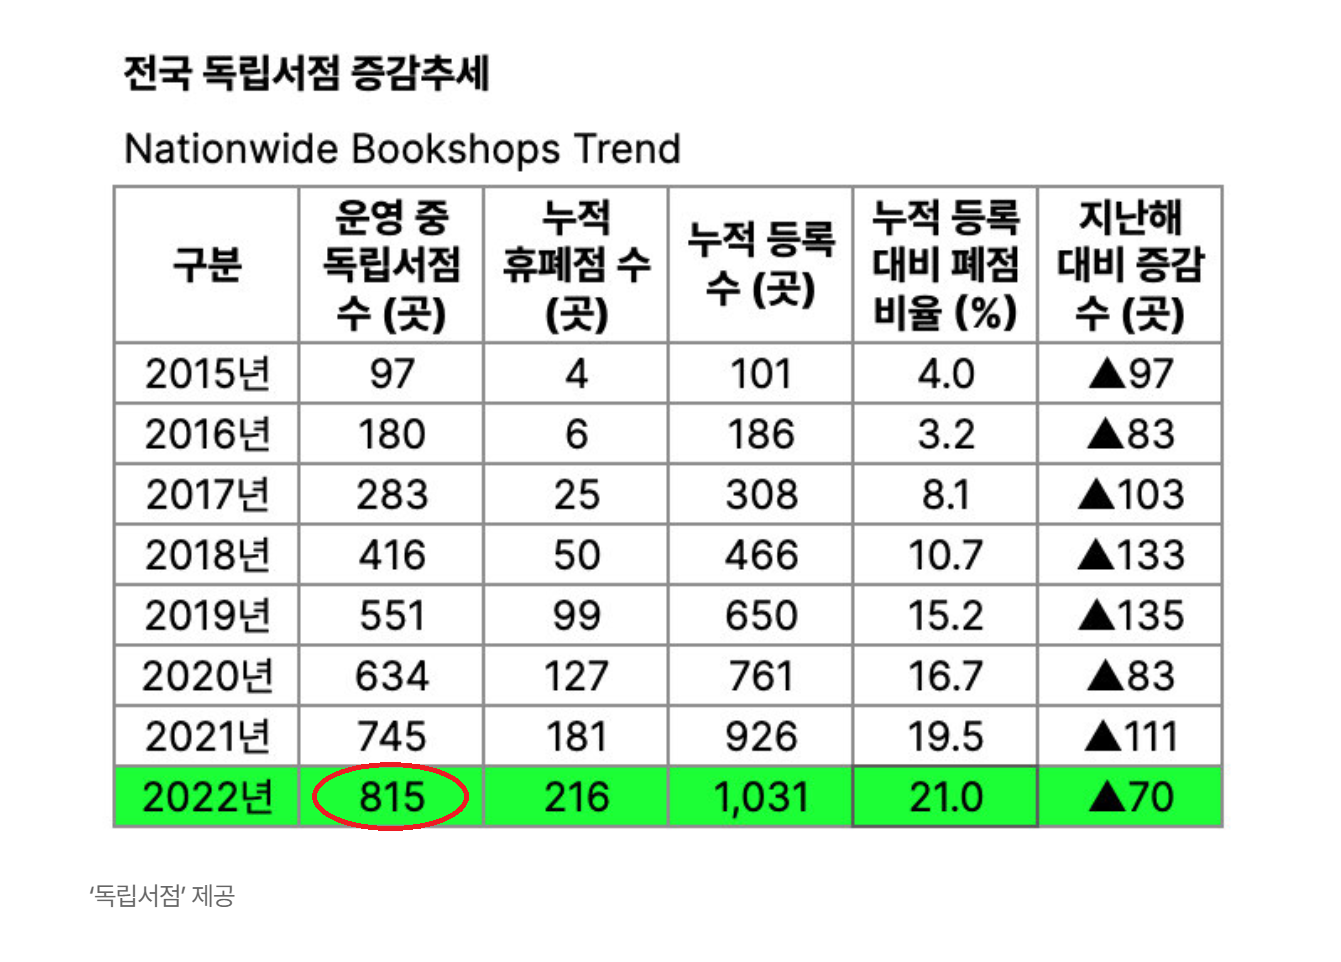 전국 독립서점 증감추세
Nationwide Bookshops Trend
구분
운영 중
독립서점
수 (곳)
누적
휴폐점 수
(곳)
누적 등록
수 (곳)
누적 등록
대비 폐점
비율 (%)
지난해
대비 증감
수 (곳)
2015년 97 4 101 4.0 ▲97
2016년 180 6 186 3.2 ▲83
2017년 283 25 308 8.1 ▲103
2018년 416 50 466 10.7 ▲133
2019년 551 99 650 15.2 ▲135
2020년 634 127 761 16.7 ▲83
2021년 745 181 926 19.5 ▲111
2022년 815 216 1,031 21.0 ▲70
‘독립서점’ 제공